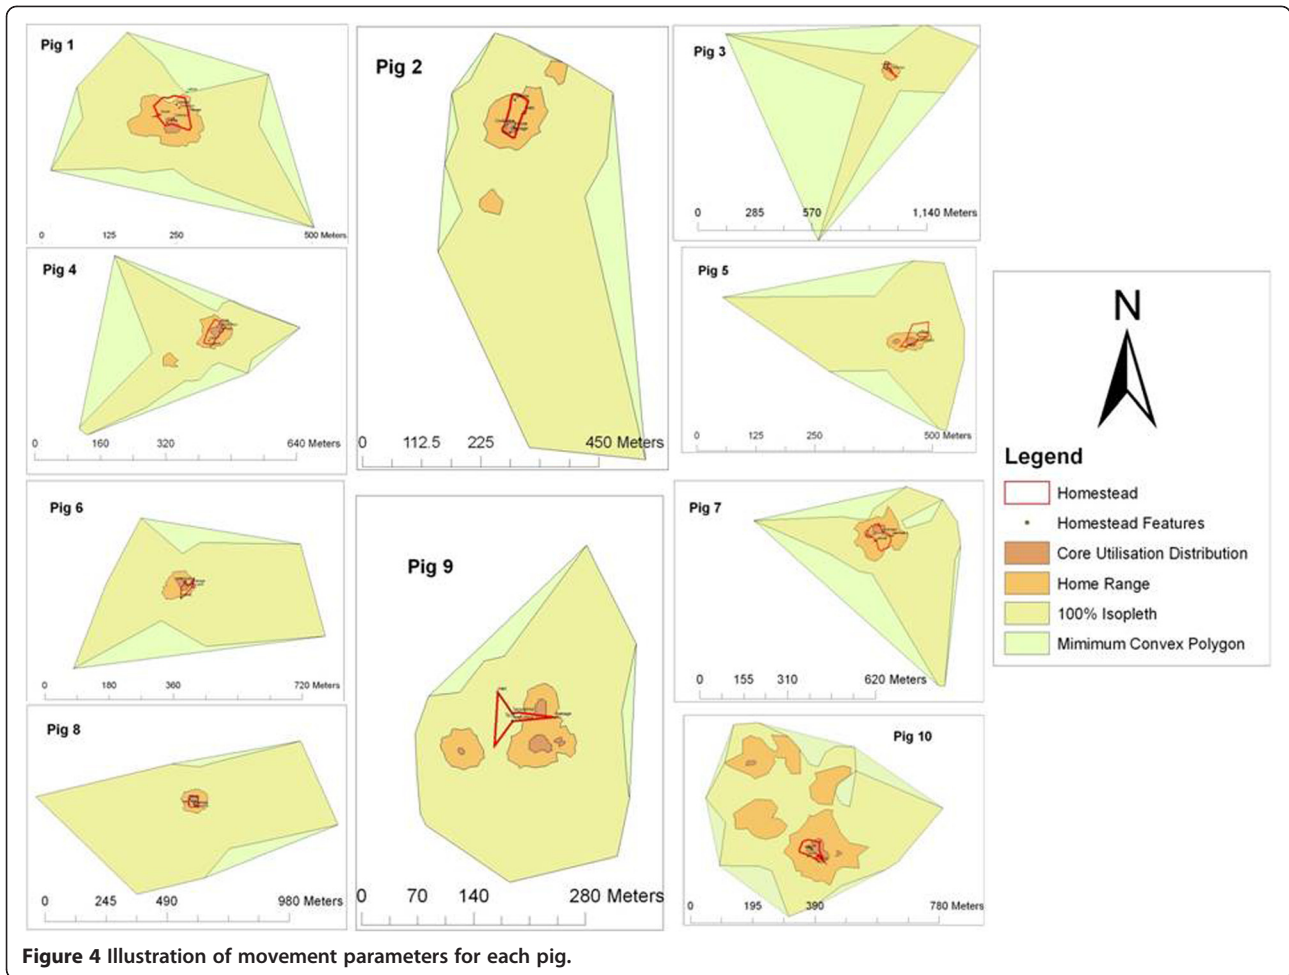 Pig 1
0 125 250 500 Meters
Pig 2
0 112.5 225 450 Meters
Pig 3
0 285 570 1,140 Meters
Pig 4
0 160 320 640 Meters
Pig 5
0 125 250 500 Meters
N
Legend
Homestead
Homestead Features
Core Utilisation Distribution
Home Range
100% Isopleth
Mimimum Convex Polygon
Pig 6
0 180 360 720 Meters
Pig 9
0 70 140 280 Meters
Pig 7
0 155 310 620 Meters
Pig 8
0 245 490 980 Meters
Pig 10
0 195 390 780 Meters
Figure 4 Illustration of movement parameters for each pig.